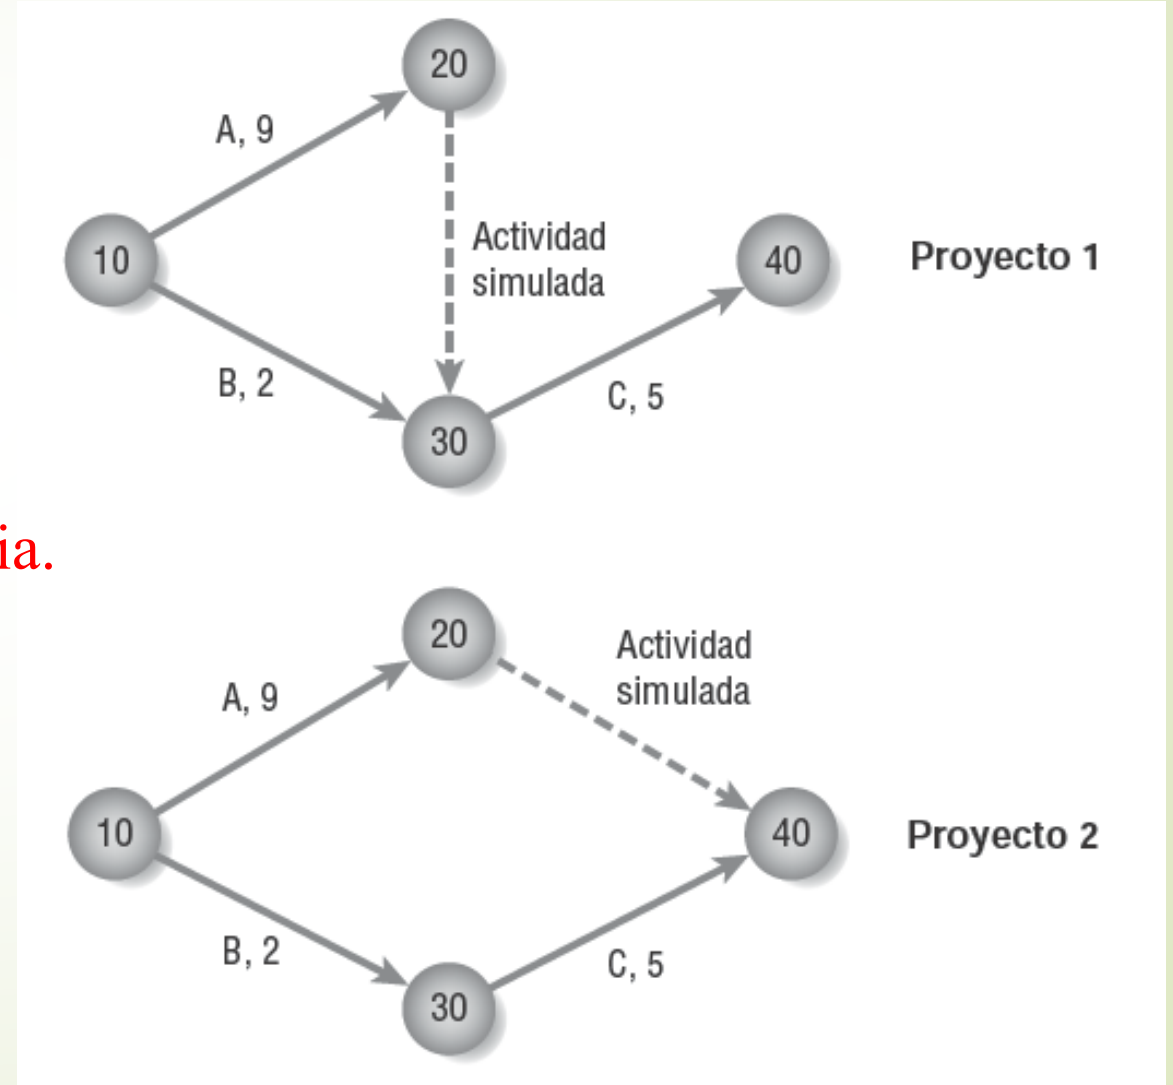 20
A, 9
Actividad
simulada
10
40
Proyecto 1
B, 2
C, 5
30
ia.
20
Actividad
simulada
A, 9
10
40
Proyecto 2
B, 2
C, 5
30